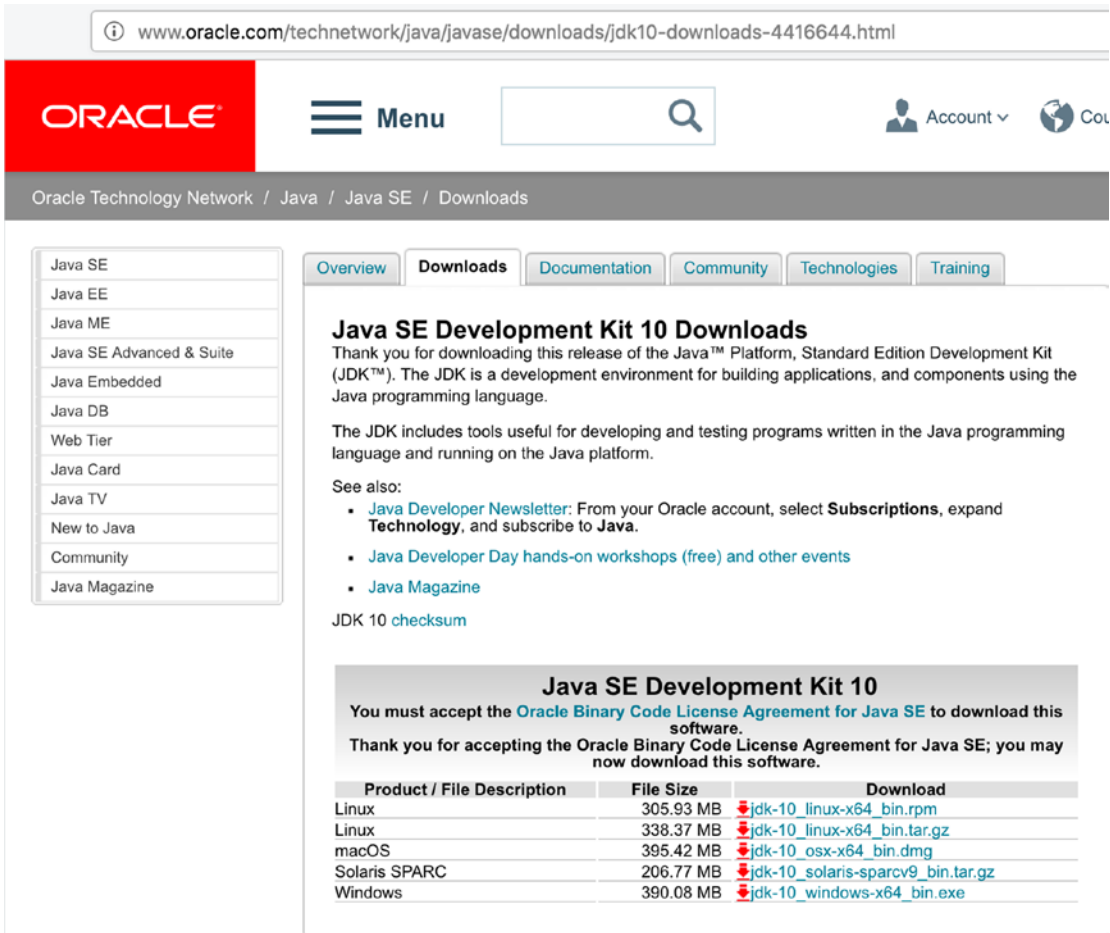 www.oracle.com/technetwork/java/javase/downloads/jdk10-downloads-4416644.html
ORACLE®
Menu
Account
Cou
Oracle Technology Network / Java / Java SE / Downloads
Java SE
Java EE
Java ME
Java SE Advanced & Suite
Java Embedded
Java DB
Web Tier
Java Card
Java TV
New to Java
Community
Java Magazine
Overview Downloads Documentation Community Technologies Training
Java SE Development Kit 10 Downloads
Thank you for downloading this release of the Java™ Platform, Standard Edition Development Kit
(JDK™). The JDK is a development environment for building applications, and components using the
Java programming language.
The JDK includes tools useful for developing and testing programs written in the Java programming
language and running on the Java platform.
See also:
▪ Java Developer Newsletter: From your Oracle account, select Subscriptions, expand
Technology, and subscribe to Java.
▪ Java Developer Day hands-on workshops (free) and other events
▪ Java Magazine
JDK 10 checksum
Java SE Development Kit 10
You must accept the Oracle Binary Code License Agreement for Java SE to download this
software.
Thank you for accepting the Oracle Binary Code License Agreement for Java SE; you may
now download this software.
Product / File Description File Size Download
Linux 305.93 MB jdk-10_linux-x64_bin.rpm
Linux 338.37 MB jdk-10_linux-x64_bin.tar.gz
macOS 395.42 MB jdk-10_osx-x64_bin.dmg
Solaris SPARC 206.77 MB jdk-10_solaris-sparcv9_bin.tar.gz
Windows 390.08 MB jdk-10_windows-x64_bin.exe